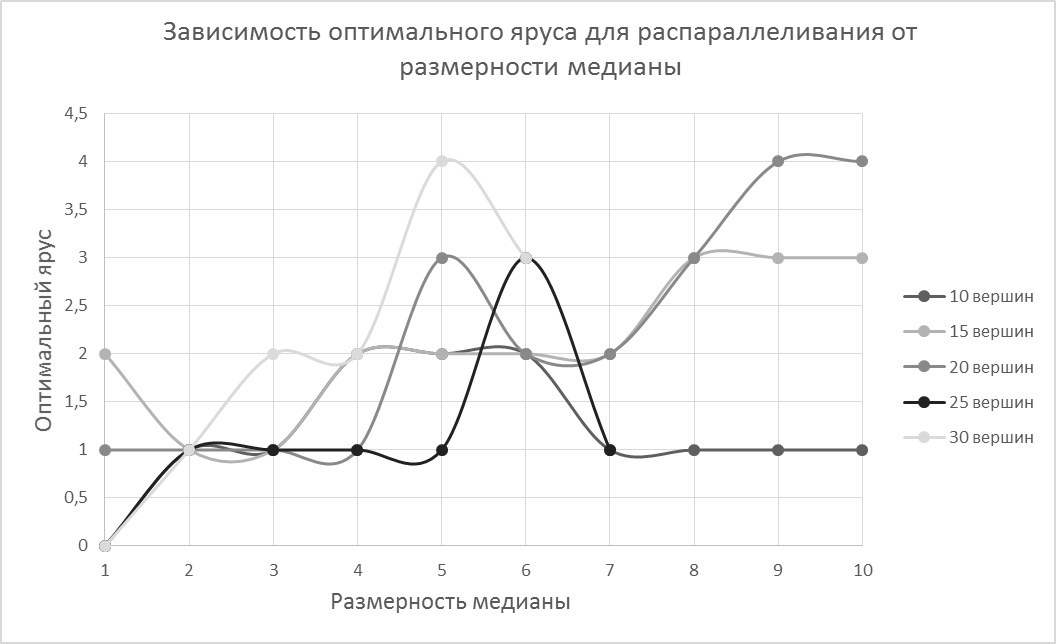 Зависимость оптимального яруса для распараллеливания от
размерности медианы
4,5
4
3,5
3
2,5
2
1,5
1
0,5
0
Оптимальный ярус
1 2 3 4 5 6 7 8 9 10
Размерность медианы
10 вершин
15 вершин
20 вершин
25 вершин
30 вершин